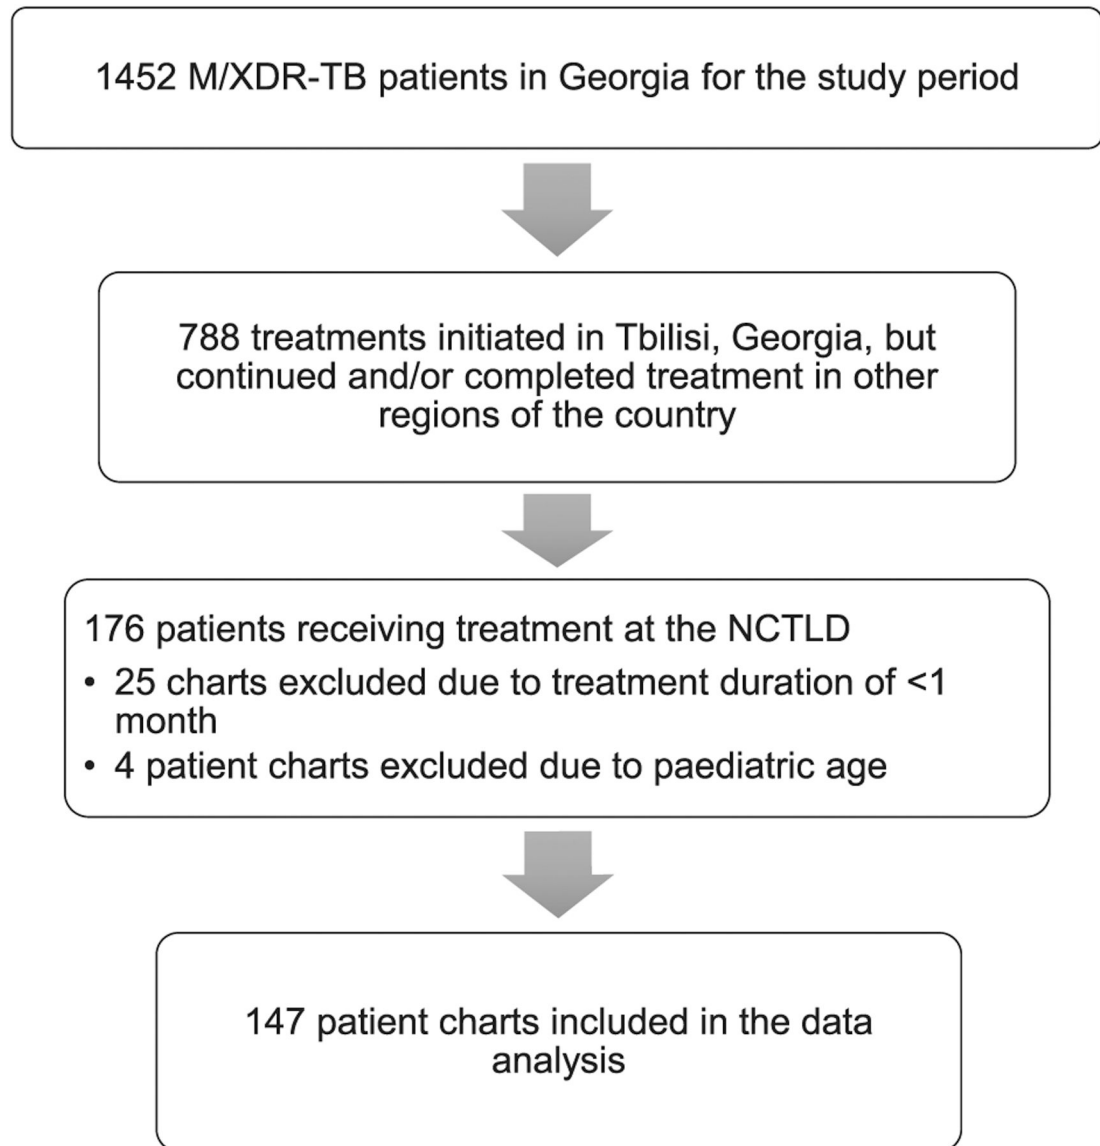 1452 M/XDR-TB patients in Georgia for the study period
788 treatments initiated in Tbilisi, Georgia, but
continued and/or completed treatment in other
regions of the country
176 patients receiving treatment at the NCTLD
• 25 charts excluded due to treatment duration of <1
month
• 4 patient charts excluded due to paediatric age
147 patient charts included in the data
analysis